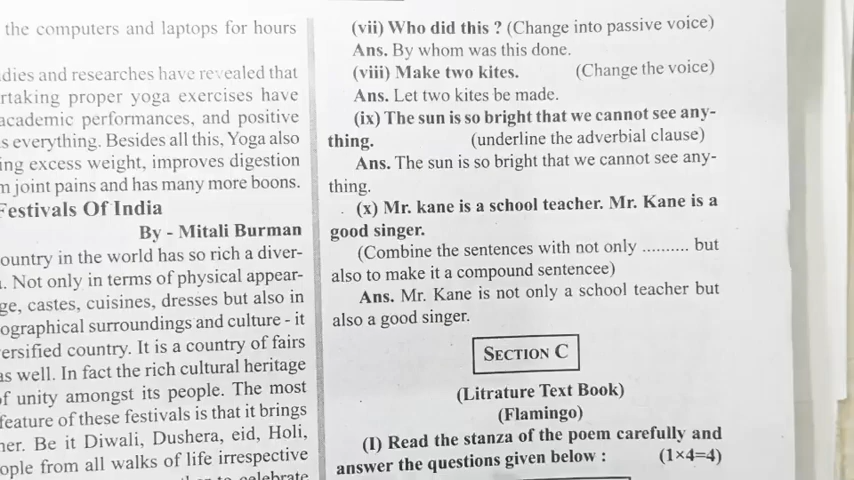 the computers and laptops for hours
dies and researches have revealed that
rtaking proper yoga exercises have
academic performances, and positive
s everything. Besides all this, Yoga also
ing excess weight, improves digestion
m joint pains and has many more boons.
Festivals Of India
By - Mitali Burman
ountry in the world has so rich a diver-
. Not only in terms of physical appear-
ge, castes, cuisines, dresses but also in
ographical surroundings and culture - it
ersified country. It is a country of fairs
as well. In fact the rich cultural heritage
of unity amongst its people. The most
feature of these festivals is that it brings
her. Be it Diwali, Dushera, eid, Holi,
ople from all walks of life irrespective
to celebrate
(vii) Who did this ? (Change into passive voice)
Ans. By whom was this done.
(viii) Make two kites. (Change the voice)
Ans. Let two kites be made.
(ix) The sun is so bright that we cannot see any-
thing. (underline the adverbial clause)
Ans. The sun is so bright that we cannot see any-
thing.
(x) Mr. kane is a school teacher. Mr. Kane is a
good singer.
(Combine the sentences with not only .......... but
also to make it a compound sentencee)
Ans. Mr. Kane is not only a school teacher but
also a good singer.
SECTION C
(Litrature Text Book)
(Flamingo)
(I) Read the stanza of the poem carefully and
answer the questions given below : (1×4=4)